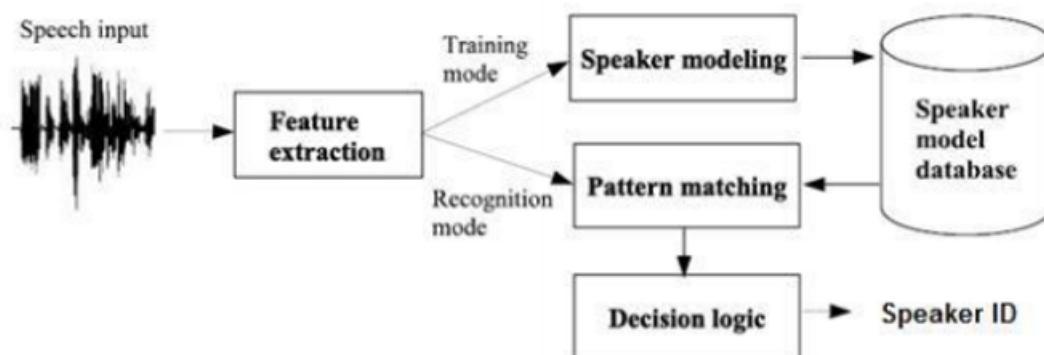 Speech input
Training
mode
Speaker modeling
Feature
extraction
Speaker
model
database
Pattern matching
Recognition
mode
Decision logic
Speaker ID